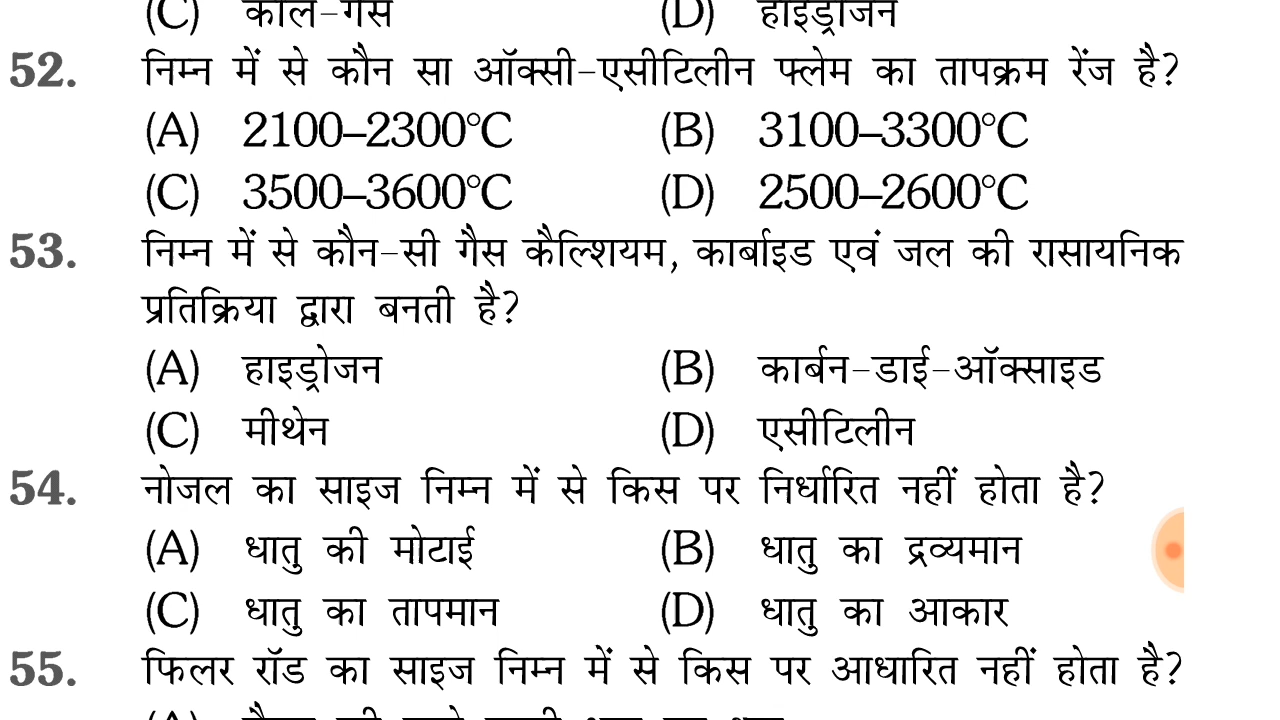 (C) कोल-गैस (D) हाइड्रोजन
52. निम्न में से कौन सा ऑक्सी-एसीटिलीन फ्लेम का तापक्रम रेंज है?
(A) 2100–2300°C (B) 3100–3300°C
(C) 3500–3600°C (D) 2500–2600°C
53. निम्न में से कौन-सी गैस कैल्शियम, कार्बाइड एवं जल की रासायनिक
प्रतिक्रिया द्वारा बनती है?
(A) हाइड्रोजन (B) कार्बन-डाई-ऑक्साइड
(C) मीथेन (D) एसीटिलीन
54. नोजल का साइज निम्न में से किस पर निर्धारित नहीं होता है?
(A) धातु की मोटाई (B) धातु का द्रव्यमान
(C) धातु का तापमान (D) धातु का आकार
55. फिलर रॉड का साइज निम्न में से किस पर आधारित नहीं होता है?
(A)